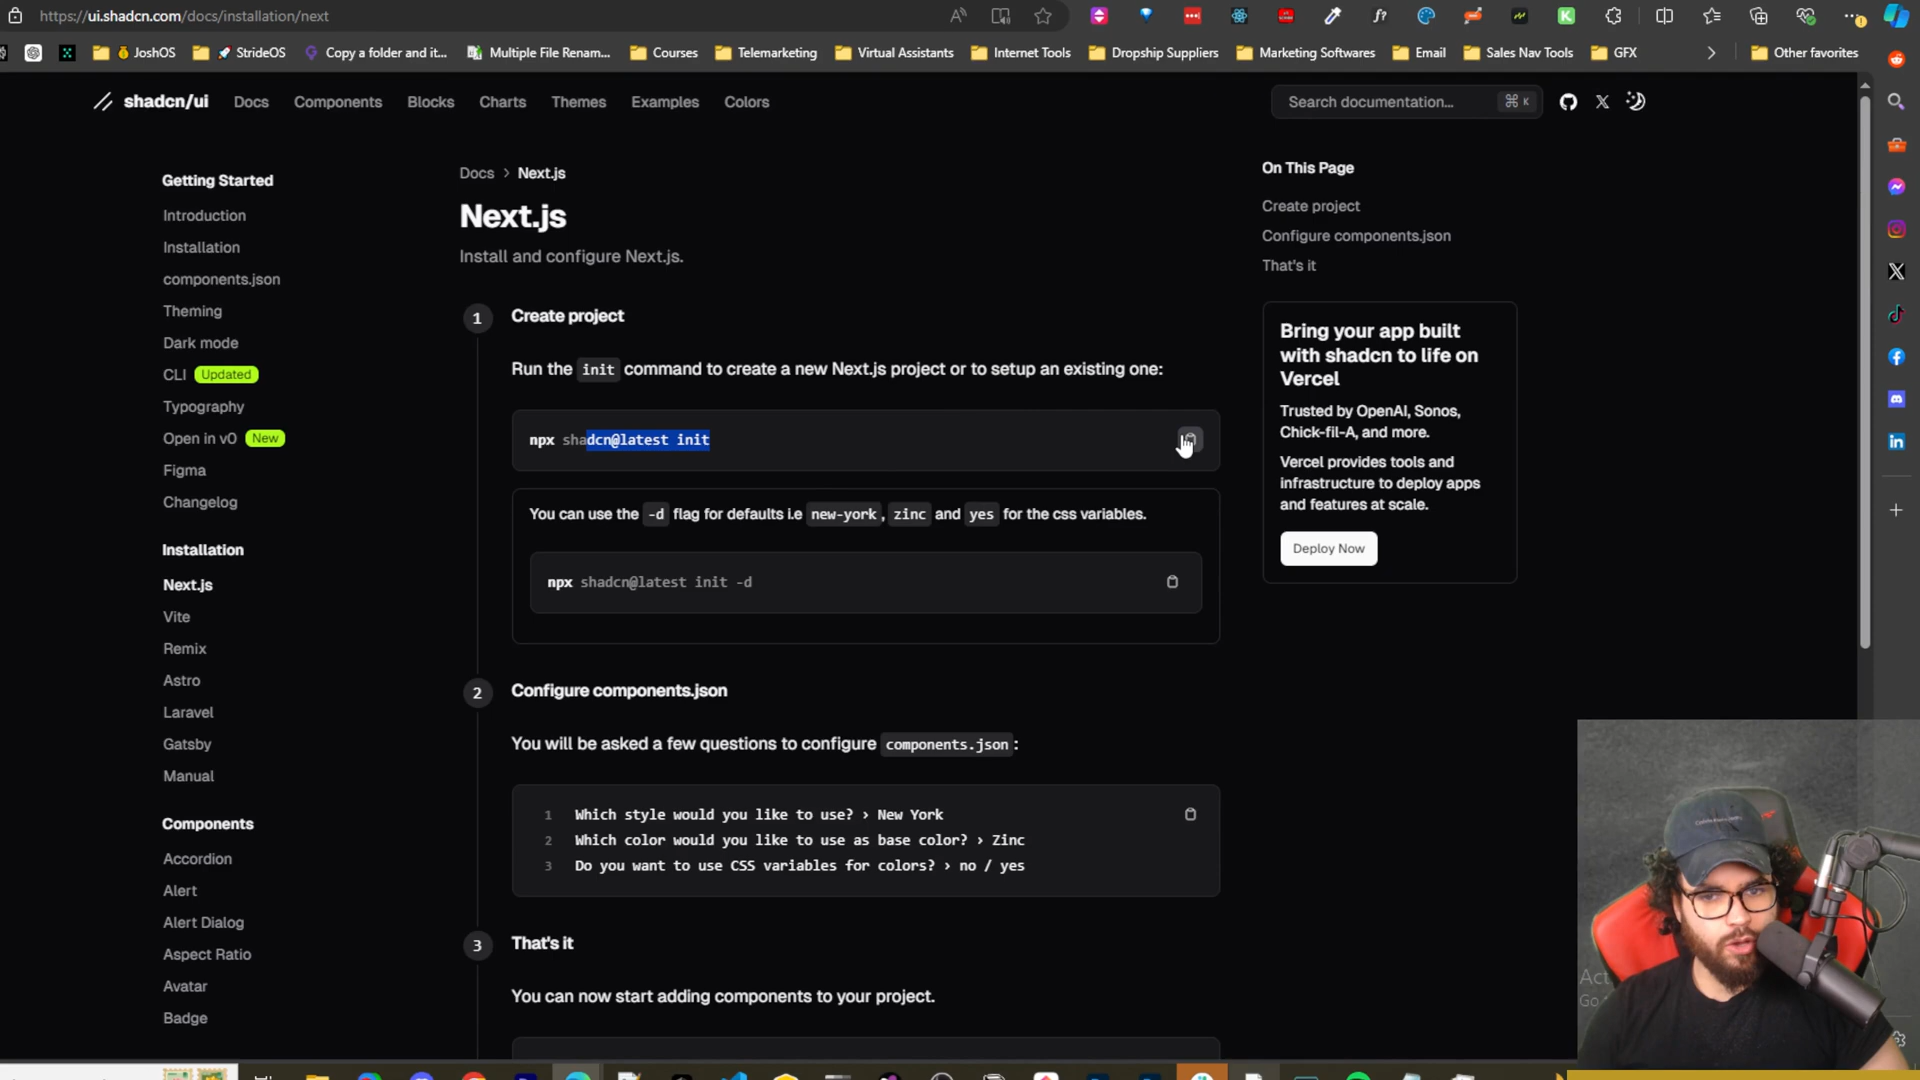 https://ui.shadcn.com/docs/installation/next
JoshOS
StrideOS
Copy a folder and it...
Multiple File Renam...
Courses
Telemarketing
Virtual Assistants
Internet Tools
Dropship Suppliers
Marketing Softwares
Email
Sales Nav Tools
GFX
Other favorites
shadcn/ui
Docs
Components
Blocks
Charts
Themes
Examples
Colors
Search documentation...
⌘ K
Getting Started
Introduction
Installation
components.json
Theming
Dark mode
CLI Updated
Typography
Open in v0 New
Figma
Changelog
Installation
Next.js
Vite
Remix
Astro
Laravel
Gatsby
Manual
Components
Accordion
Alert
Alert Dialog
Aspect Ratio
Avatar
Badge
Docs > Next.js
Next.js
Install and configure Next.js.
1
Create project
Run the init command to create a new Next.js project or to setup an existing one:
npx shadcn@latest init
You can use the -d flag for defaults i.e new-york, zinc and yes for the css variables.
npx shadcn@latest init -d
2
Configure components.json
You will be asked a few questions to configure components.json:
1 Which style would you like to use? › New York
2 Which color would you like to use as base color? › Zinc
3 Do you want to use CSS variables for colors? › no / yes
3
That's it
You can now start adding components to your project.
On This Page
Create project
Configure components.json
That's it
Bring your app built
with shadcn to life on
Vercel
Trusted by OpenAI, Sonos,
Chick-fil-A, and more.
Vercel provides tools and
infrastructure to deploy apps
and features at scale.
Deploy Now
Act
Go